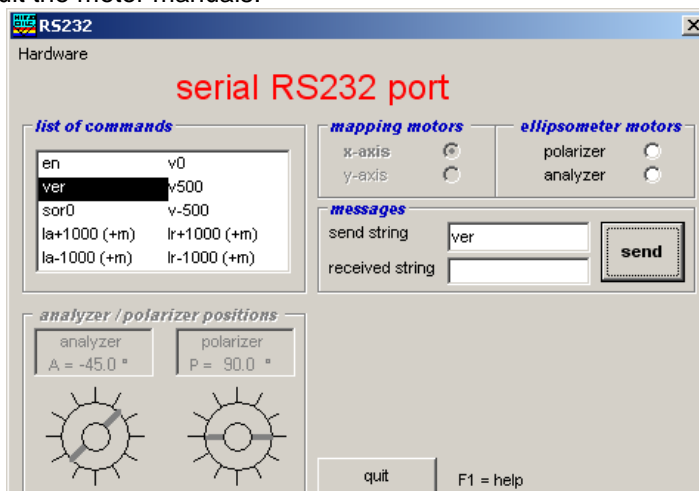 uit the motor manuals.
RS232
Hardware
serial RS232 port
list of commands
en v0
ver v500
sor0 v-500
la+1000 (+m) lr+1000 (+m)
la-1000 (+m) lr-1000 (+m)
mapping motors
x-axis
y-axis
ellipsometer motors
polarizer
analyzer
messages
send string ver
received string
send
analyzer / polarizer positions
analyzer
A = -45.0 °
polarizer
P = 90.0 °
quit
F1 = help